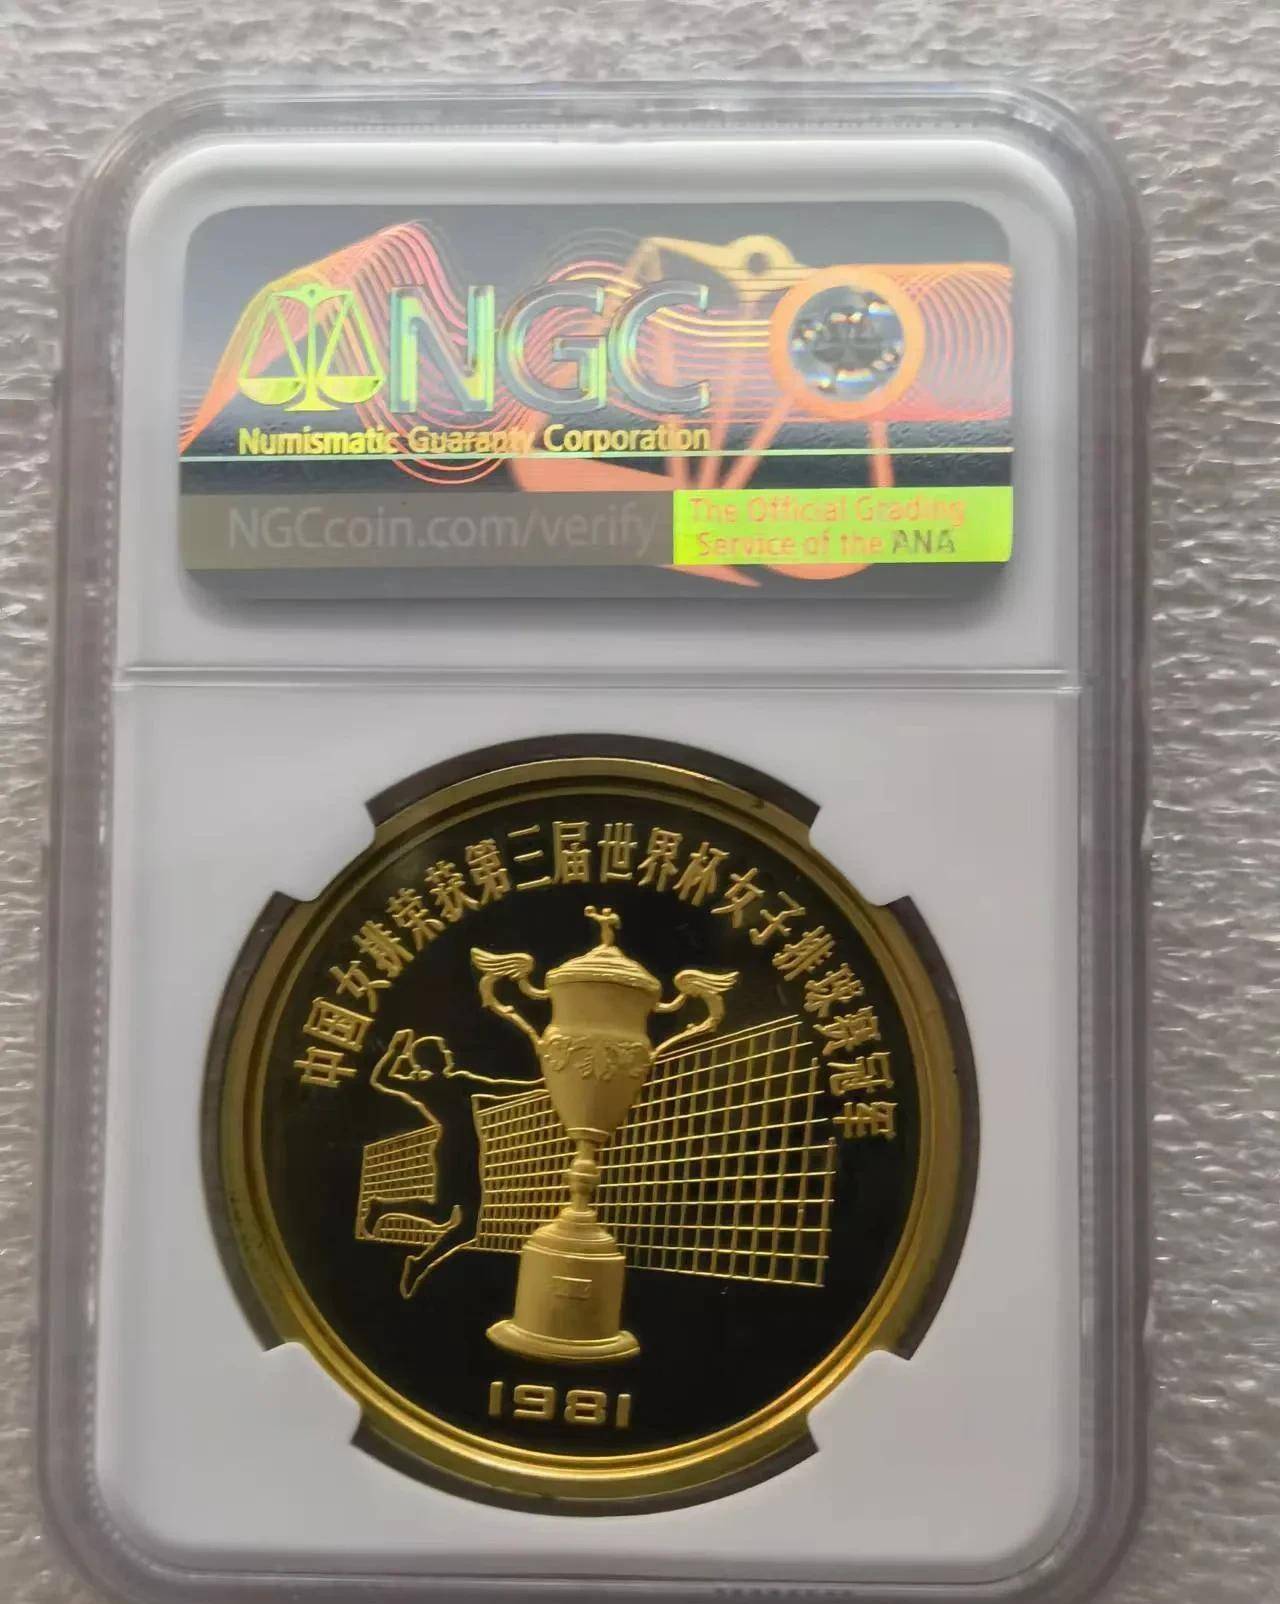 NGC
Numismatic Guaranty Corporation
NGCcoin.com/verify
The Official Grading
Service of the ANA
中国女排荣获第三届世界杯女子排球赛冠军
1981